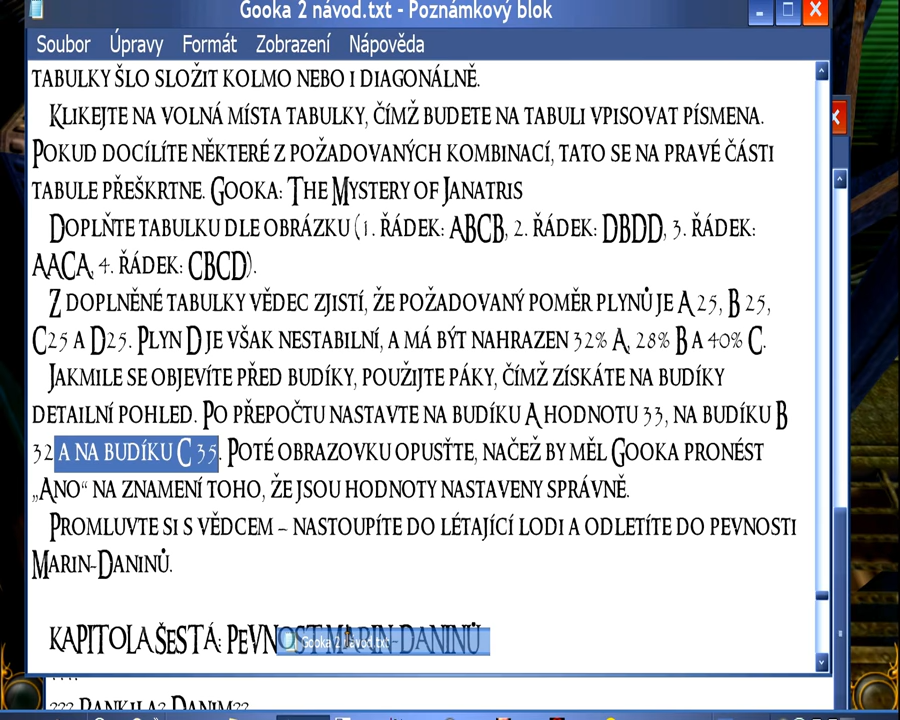 Gooka 2 návod.txt - Poznámkový blok
Soubor Úpravy Formát Zobrazení Nápověda
tabulky šlo složit kolmo nebo i diagonálně.
Klikejte na volná místa tabulky, čímž budete na tabuli vpisovat písmena.
Pokud docílíte některé z požadovaných kombinací, tato se na pravé části
tabule přeškrtne. Gooka: The Mystery of Janatris
Doplňte tabulku dle obrázku (1. řádek: ABCB, 2. řádek: DBDD, 3. řádek:
AACA, 4. řádek: CBCD).
Z doplněné tabulky vědec zjistí, že požadovaný poměr plynů je A 25, B 25,
C25 a D25. Plyn D je však nestabilní, a má být nahrazen 32% A, 28% B a 40% C.
Jakmile se objevíte před budíky, použijte páky, čímž získáte na budíky
detailní pohled. Po přepočtu nastavte na budíku A hodnotu 33, na budíku B
32 a na budíku C 35. Poté obrazovku opusťte, načež by měl Gooka pronést
„Ano“ na znamení toho, že jsou hodnoty nastaveny správně.
Promluvte si s vědcem – nastoupíte do létající lodi a odletíte do pevnosti
Marin-Daninů.
KAPITOLA ŠESTÁ: PEVNOST MARIN-DANINŮ
Gooka 2 návod.txt
??? Pankila? Danim??